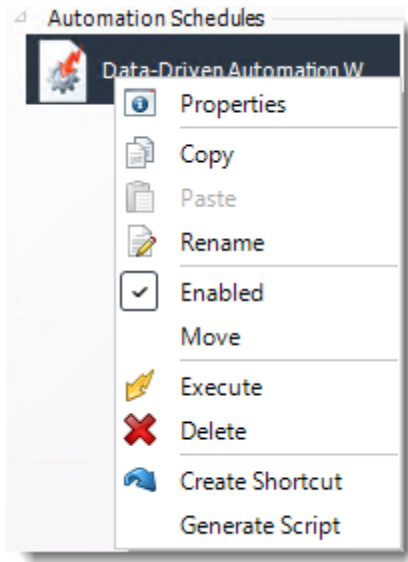 Automation Schedules
Data-Driven Automation W
Properties
Copy
Paste
Rename
Enabled
Move
Execute
Delete
Create Shortcut
Generate Script